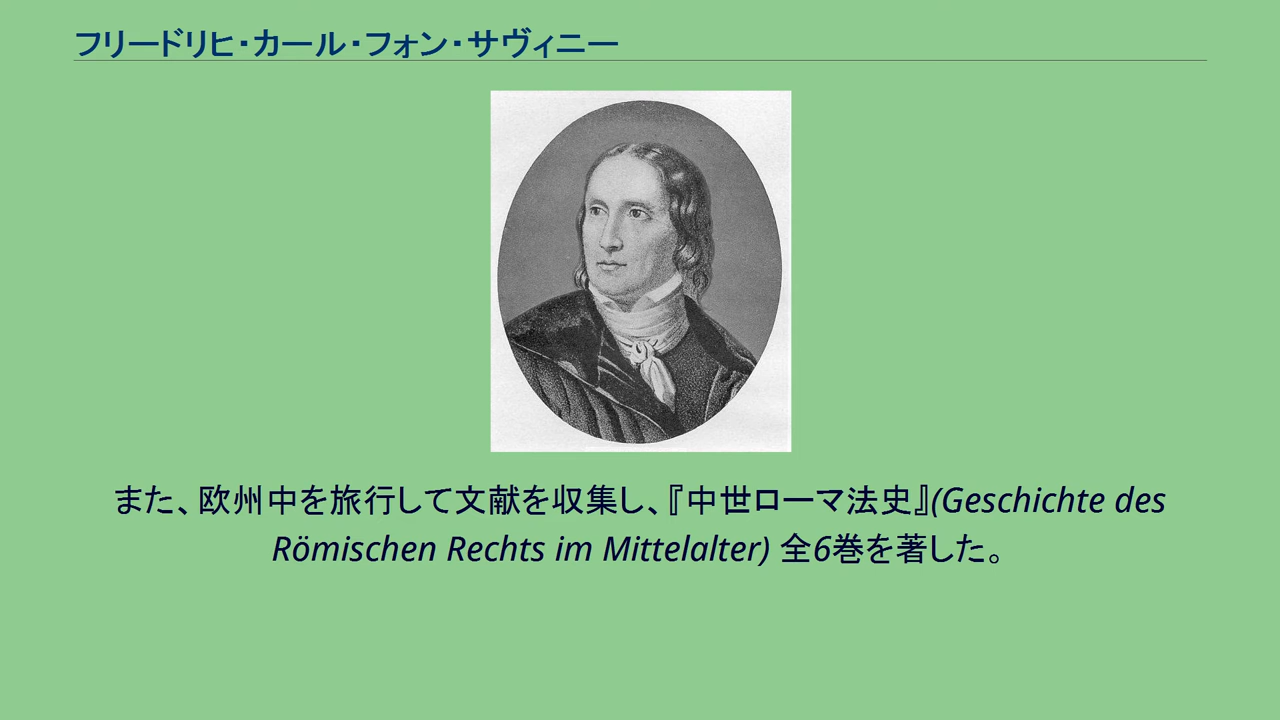 フリードリヒ・カール・フォン・サヴィニー
また、欧州中を旅行して文献を収集し、『中世ローマ法史』(Geschichte des
Römischen Rechts im Mittelalter) 全6巻を著した。